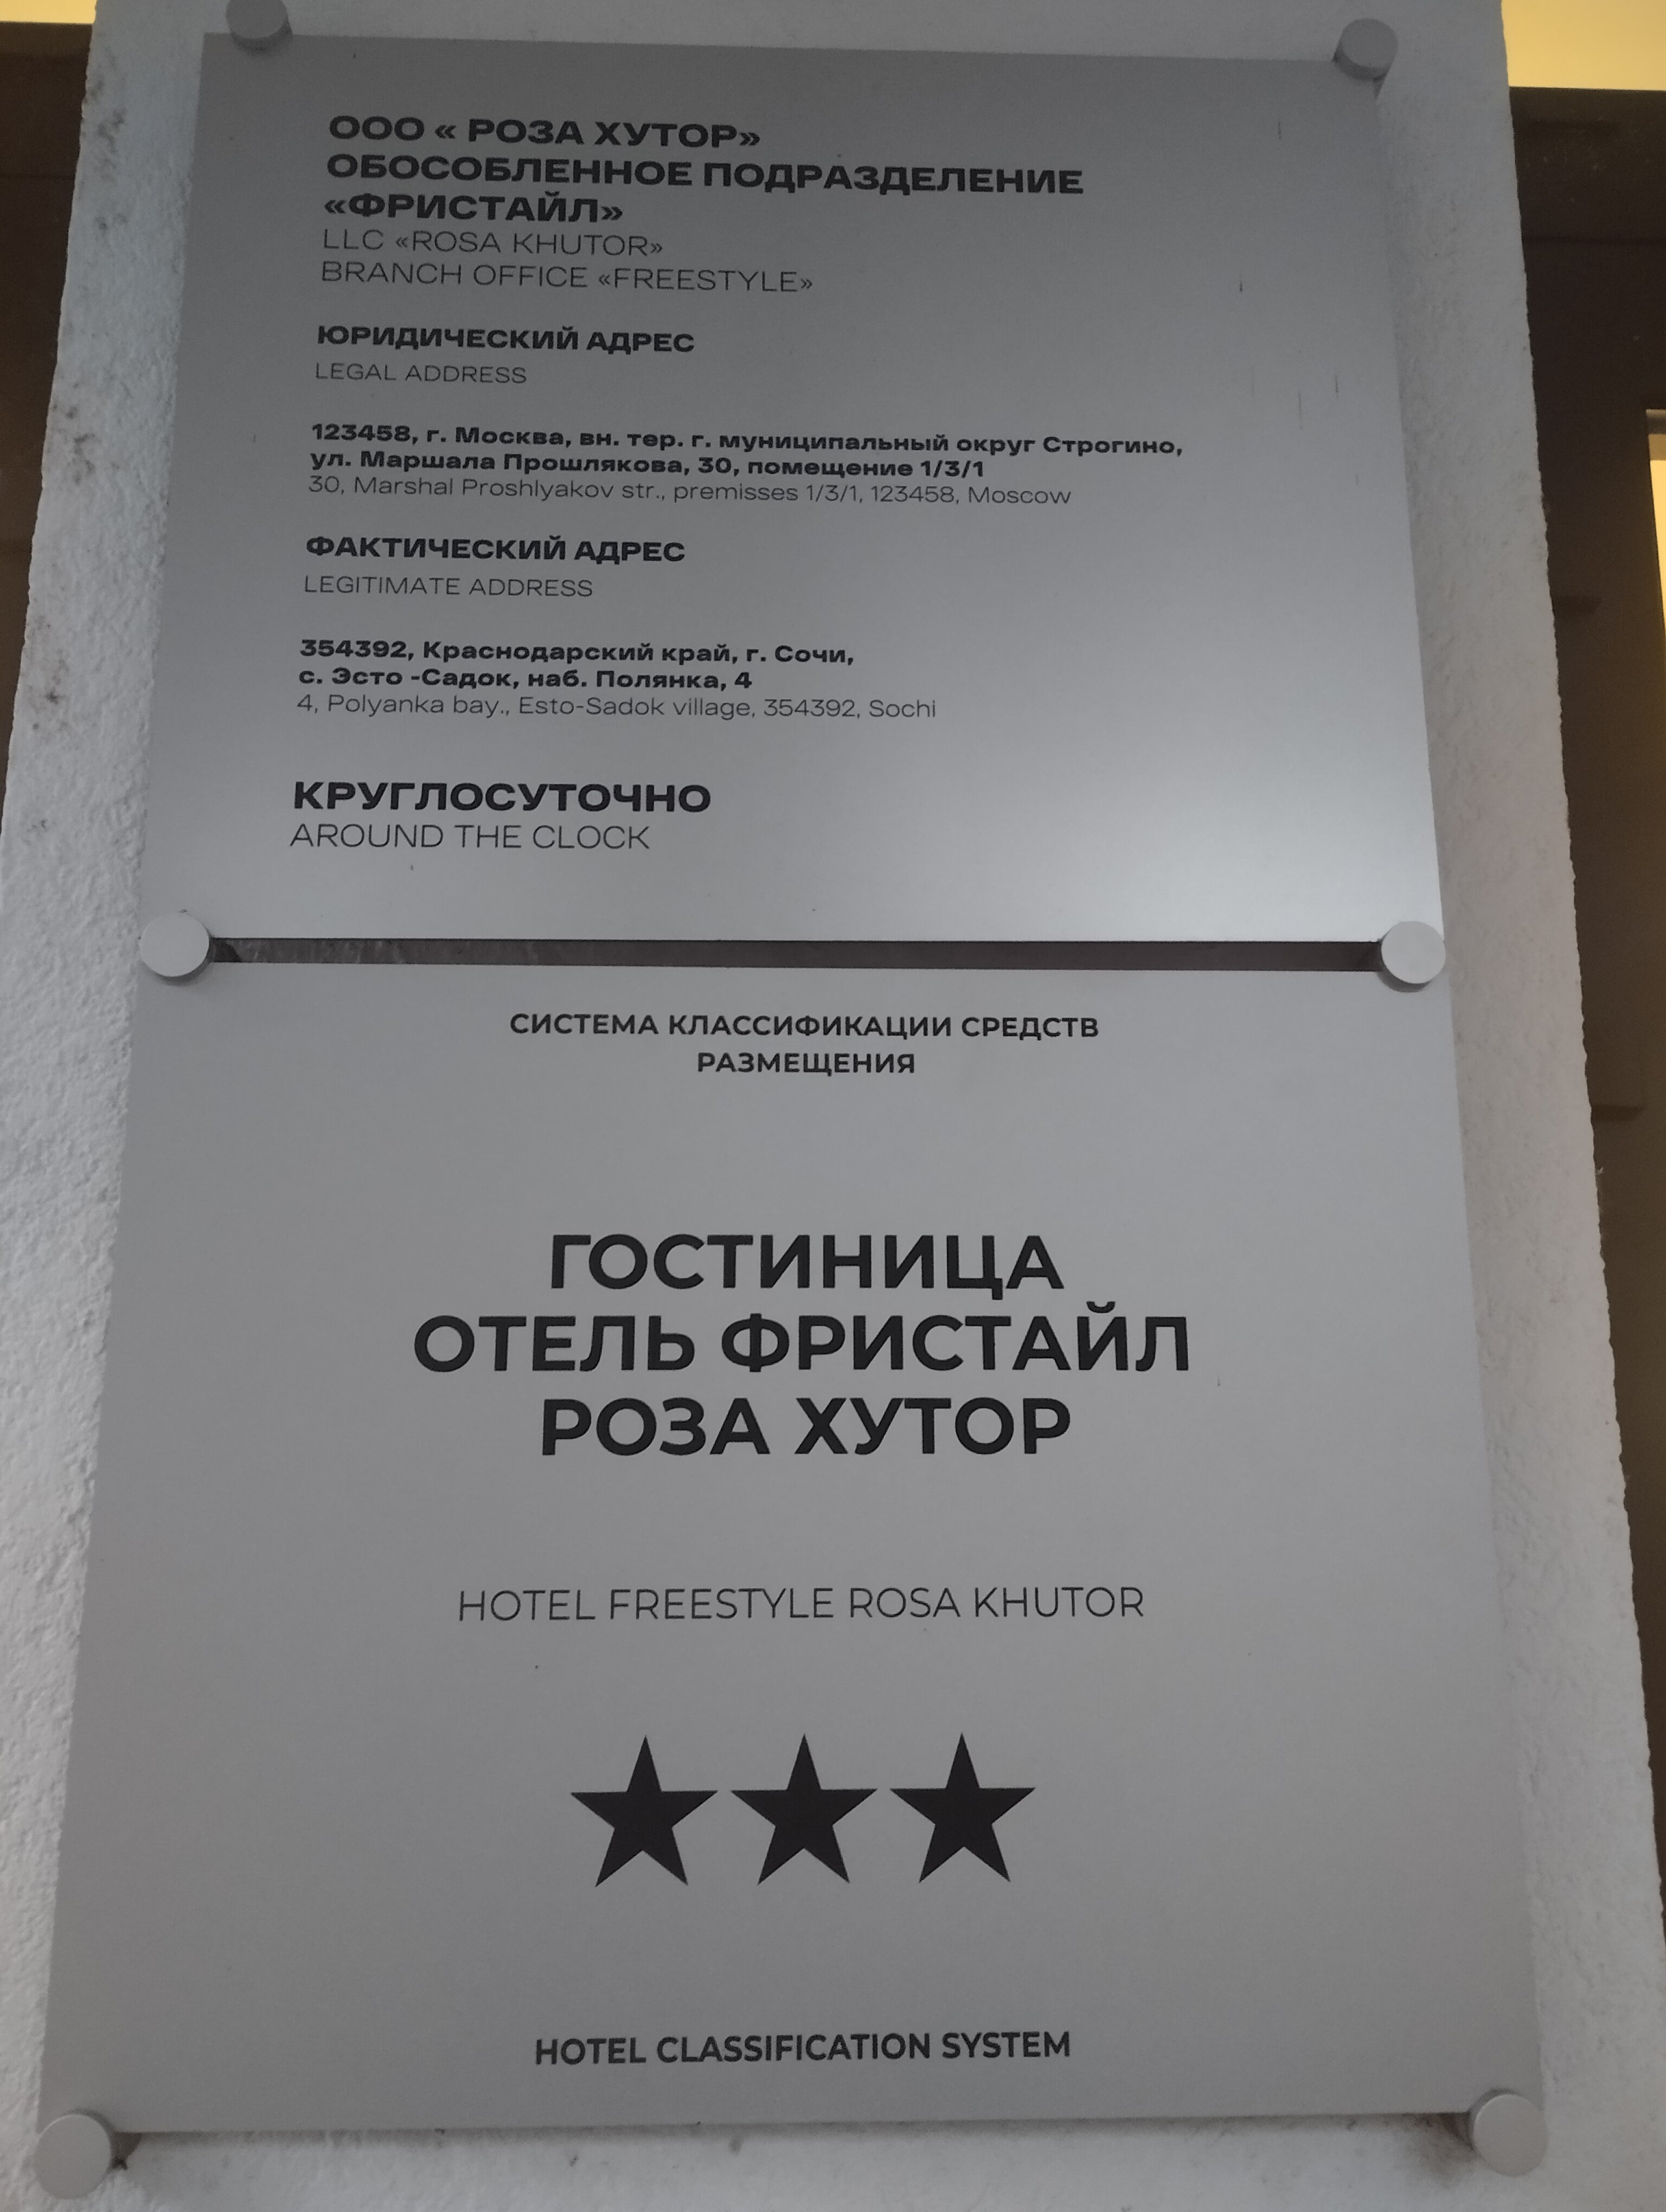 ООО « РОЗА ХУТОР»
ОБОСОБЛЕННОЕ ПОДРАЗДЕЛЕНИЕ
«ФРИСТАЙЛ»
LLC «ROSA KHUTOR»
BRANCH OFFICE «FREESTYLE»
ЮРИДИЧЕСКИЙ АДРЕС
LEGAL ADDRESS
123458, г. Москва, вн. тер. г. муниципальный округ Строгино,
ул. Маршала Прошлякова, 30, помещение 1/3/1
30, Marshal Proshlyakov str., premisses 1/3/1, 123458, Moscow
ФАКТИЧЕСКИЙ АДРЕС
LEGITIMATE ADDRESS
354392, Краснодарский край, г. Сочи,
с. Эсто -Садок, наб. Полянка, 4
4, Polyanka bay., Esto-Sadok village, 354392, Sochi
КРУГЛОСУТОЧНО
AROUND THE CLOCK
СИСТЕМА КЛАССИФИКАЦИИ СРЕДСТВ
РАЗМЕЩЕНИЯ
ГОСТИНИЦА
ОТЕЛЬ ФРИСТАЙЛ
РОЗА ХУТОР
HOTEL FREESTYLE ROSA KHUTOR
HOTEL CLASSIFICATION SYSTEM